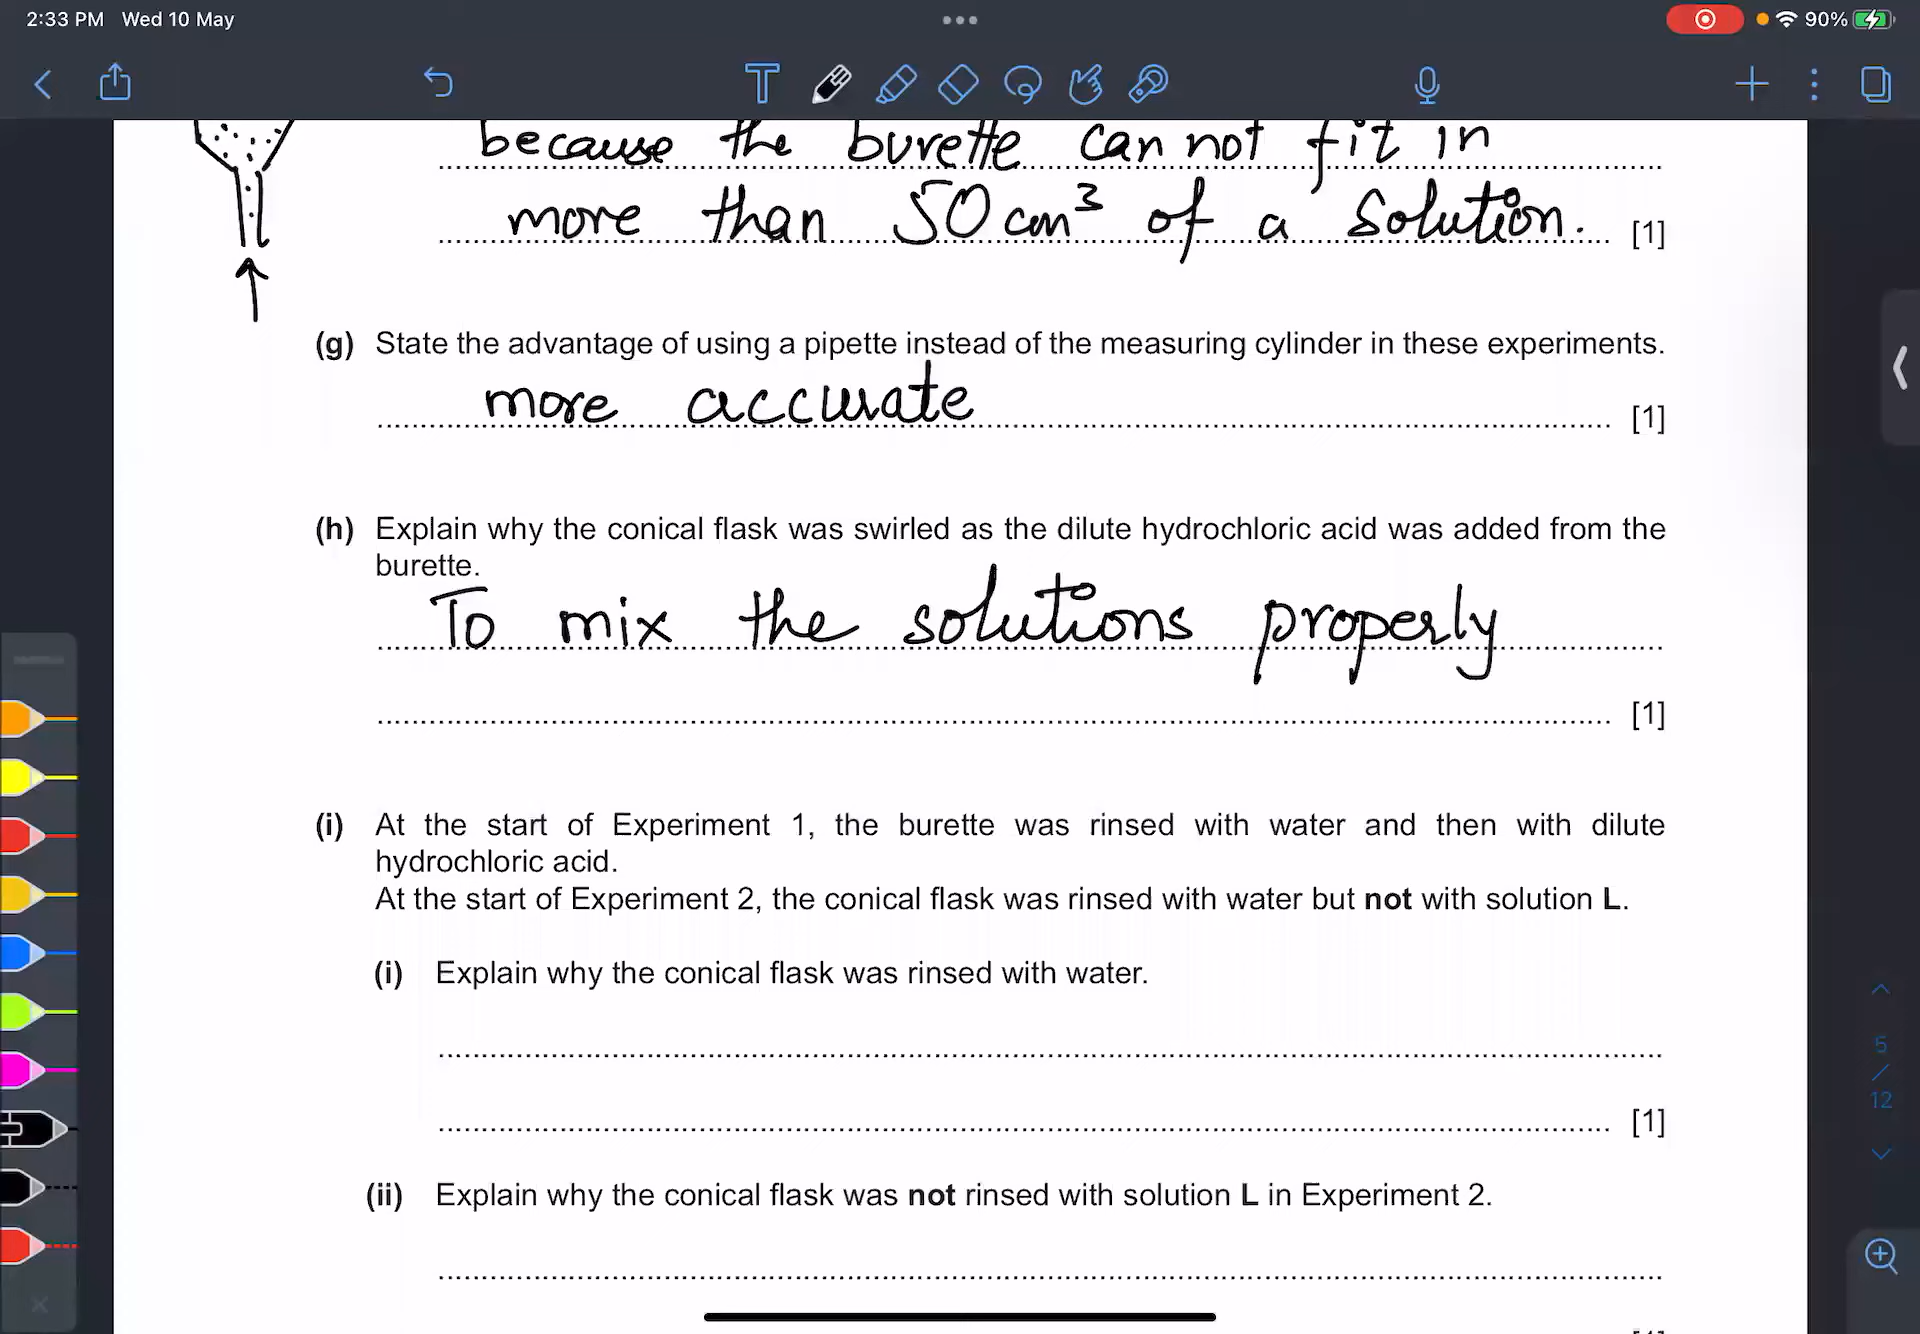 2:33 PM Wed 10 May
90%
because the burette can not fit in
more than 50 cm³ of a solution. [1]
(g) State the advantage of using a pipette instead of the measuring cylinder in these experiments.
more accurate [1]
(h) Explain why the conical flask was swirled as the dilute hydrochloric acid was added from the
burette.
To mix the solutions properly
[1]
(i) At the start of Experiment 1, the burette was rinsed with water and then with dilute
hydrochloric acid.
At the start of Experiment 2, the conical flask was rinsed with water but not with solution L.
(i) Explain why the conical flask was rinsed with water.
[1]
(ii) Explain why the conical flask was not rinsed with solution L in Experiment 2.
5
/
12